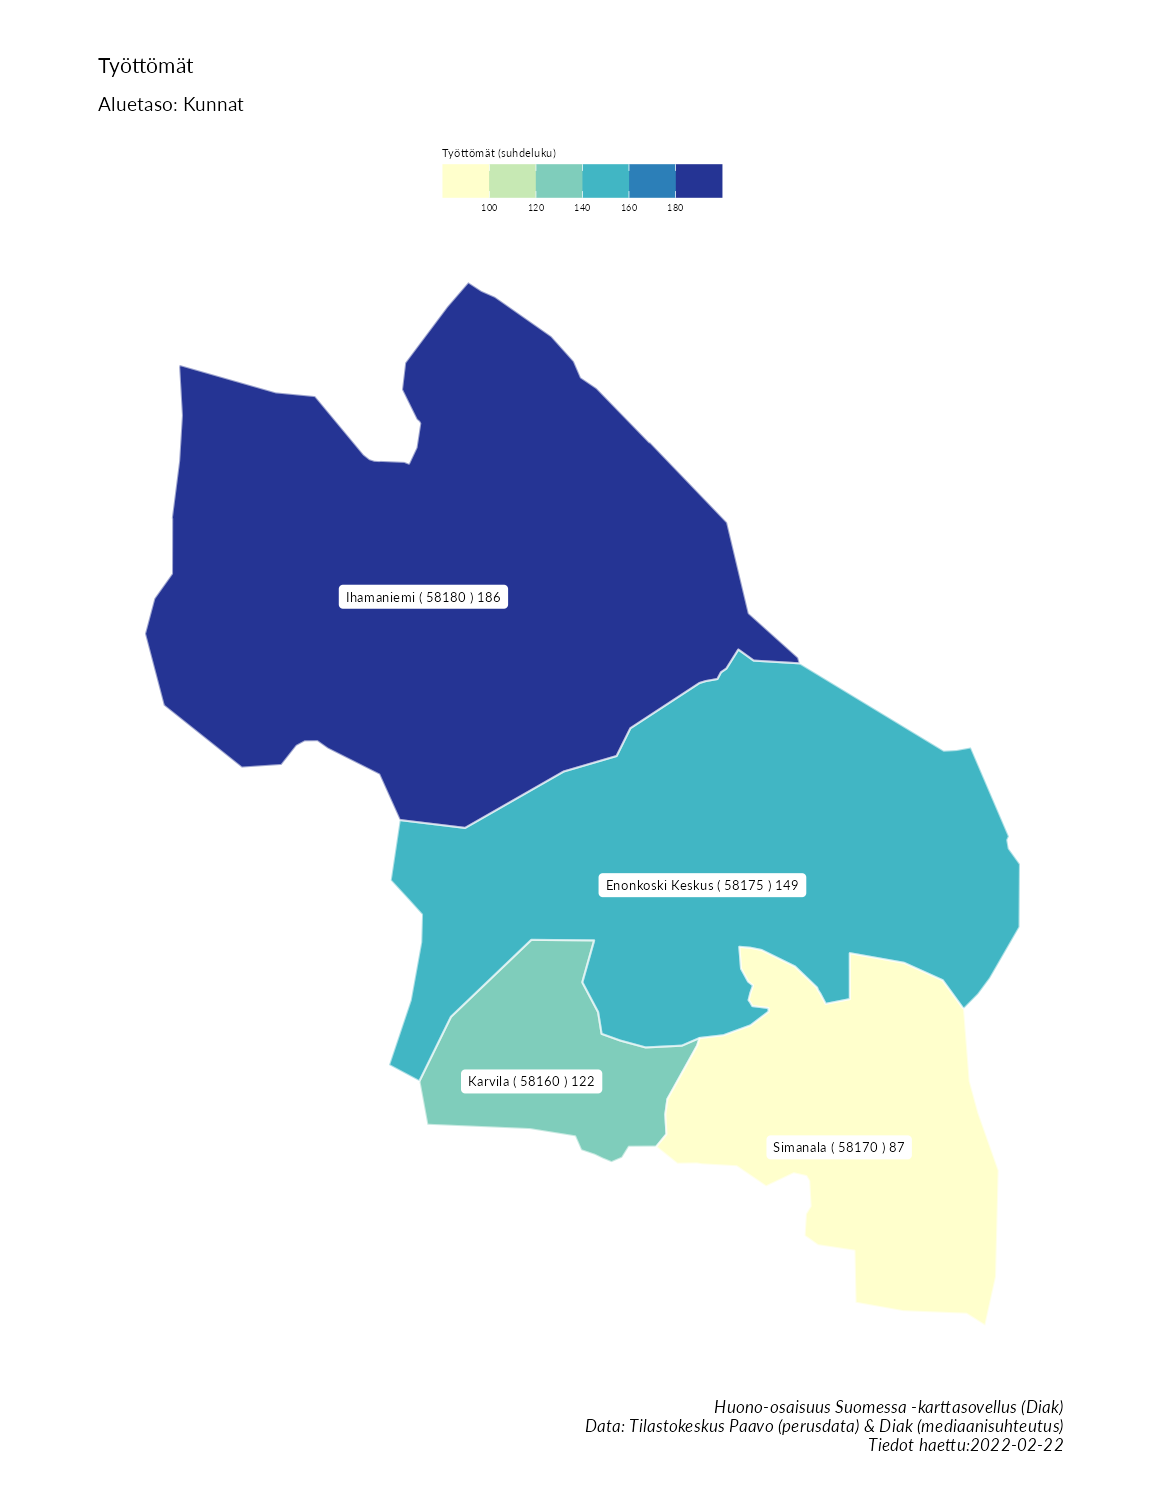 Työttömät
Aluetaso: Kunnat
Työttömät (suhdeluku)
100 120 140 160 180
Ihamaniemi ( 58180 ) 186
Enonkoski Keskus ( 58175 ) 149
Karvila ( 58160 ) 122
Simanala ( 58170 ) 87
Huono-osaisuus Suomessa -karttasovellus (Diak)
Data: Tilastokeskus Paavo (perusdata) & Diak (mediaanisuhteutus)
Tiedot haettu:2022-02-22